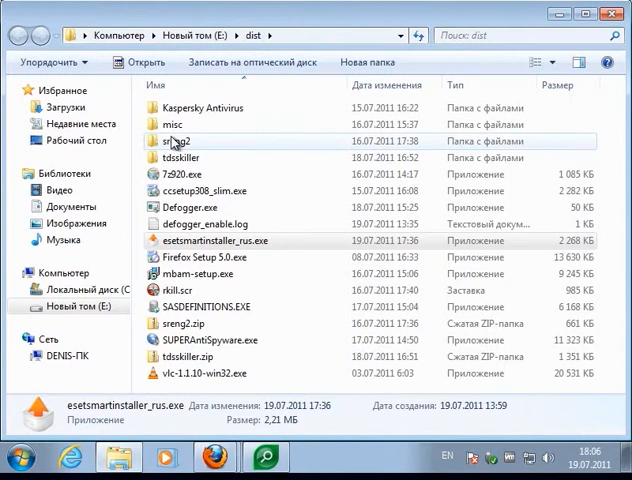 Компьютер ▸ Новый том (E:) ▸ dist ▸
Поиск: dist
Упорядочить Открыть Записать на оптический диск Новая папка
Избранное
Загрузки
Недавние места
Рабочий стол
Библиотеки
Видео
Документы
Изображения
Музыка
Компьютер
Локальный диск (C
Новый том (E:)
Сеть
DENIS-ПК
Имя Дата изменения Тип Размер
Kaspersky Antivirus 15.07.2011 16:22 Папка с файлами
misc 16.07.2011 15:37 Папка с файлами
sreng2 16.07.2011 17:38 Папка с файлами
tdsskiller 18.07.2011 16:52 Папка с файлами
7z920.exe 16.07.2011 14:17 Приложение 1 085 КБ
ccsetup308_slim.exe 15.07.2011 16:08 Приложение 2 282 КБ
Defogger.exe 18.07.2011 15:35 Приложение 50 КБ
defogger_enable.log 19.07.2011 13:35 Текстовый докум... 1 КБ
esetsmartinstaller_rus.exe 19.07.2011 17:36 Приложение 2 268 КБ
Firefox Setup 5.0.exe 08.07.2011 16:33 Приложение 13 630 КБ
mbam-setup.exe 16.07.2011 15:06 Приложение 9 245 КБ
rkill.scr 16.07.2011 15:31 Заставка 985 КБ
SASDEFINITIONS.EXE 17.07.2011 15:04 Приложение 6 168 КБ
sreng2.zip 16.07.2011 17:36 Сжатая ZIP-папка 661 КБ
SUPERAntiSpyware.exe 17.07.2011 14:50 Приложение 11 323 КБ
tdsskiller.zip 18.07.2011 16:51 Сжатая ZIP-папка 1 351 КБ
vlc-1.1.10-win32.exe 03.07.2011 6:03 Приложение 20 531 КБ
esetsmartinstaller_rus.exe Дата изменения: 19.07.2011 17:36 Дата создания: 19.07.2011 13:59
Приложение Размер: 2,21 МБ
EN
18:06
19.07.2011